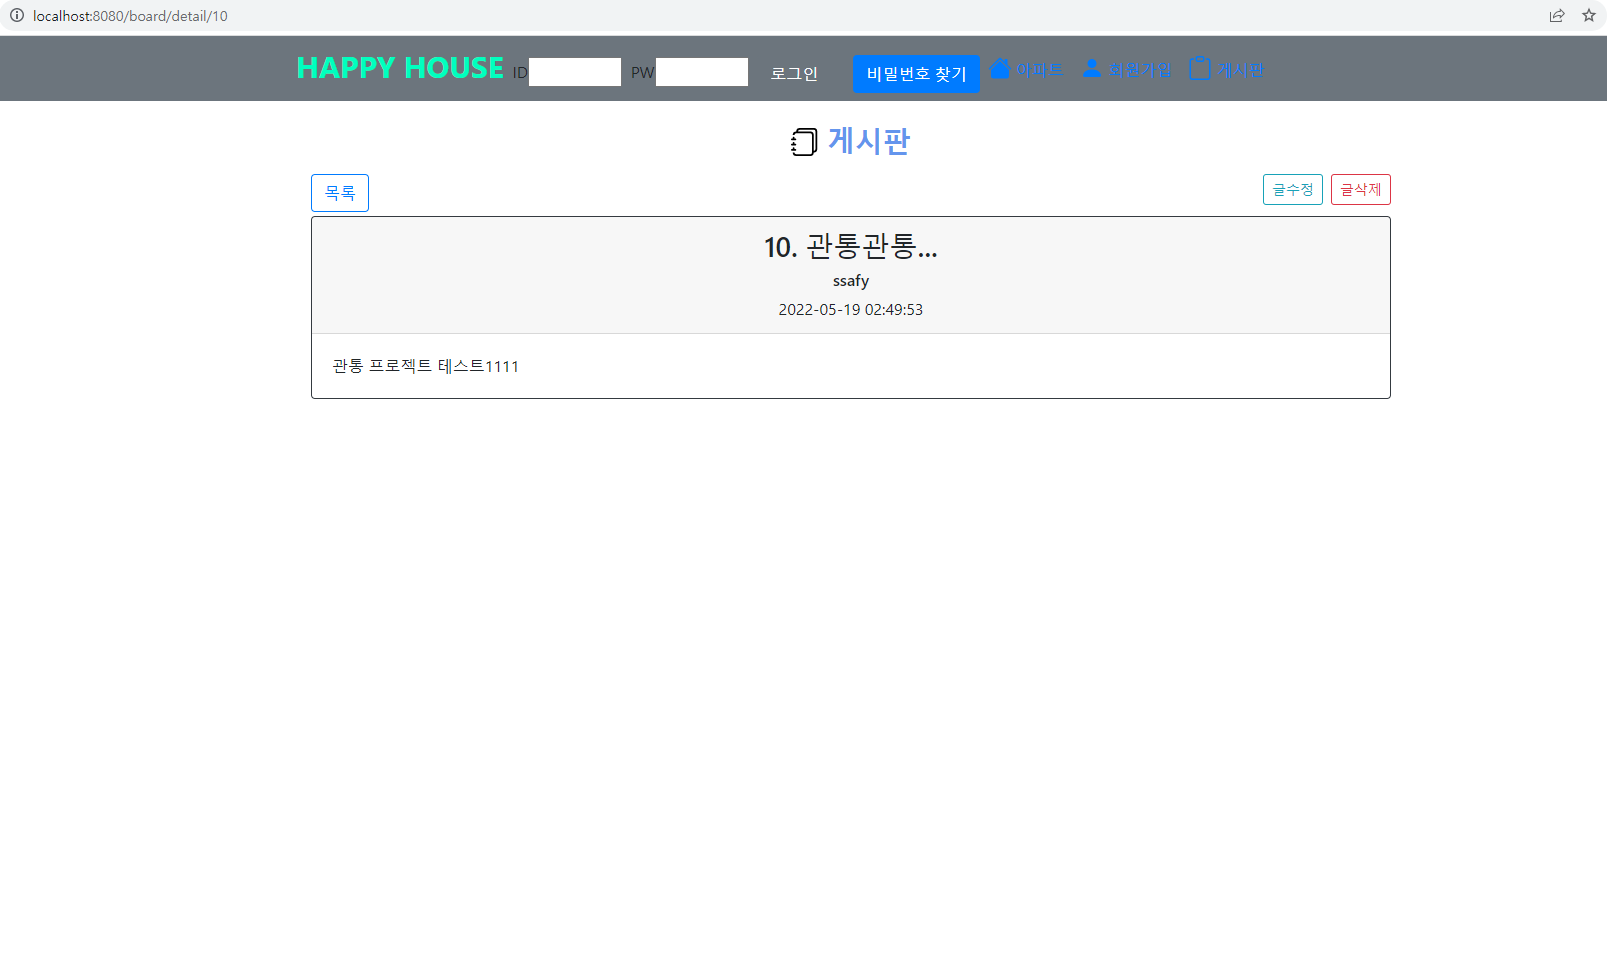 localhost:8080/board/detail/10
HAPPY HOUSE ID PW 로그인 비밀번호 찾기 아파트 회원가입 게시판
게시판
목록 글수정 글삭제
10. 관통관통...
ssafy
2022-05-19 02:49:53
관통 프로젝트 테스트1111